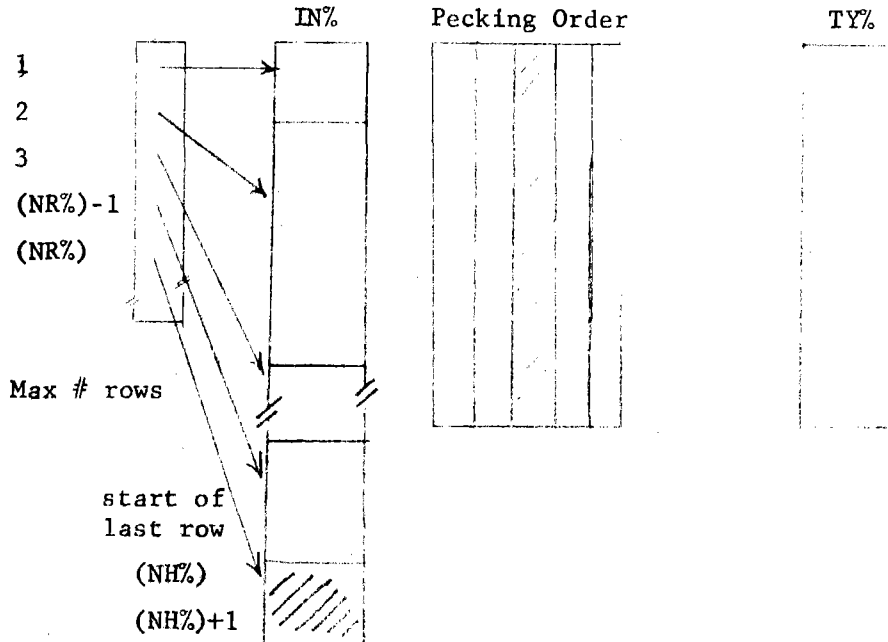 IN% Pecking Order TY%
1
2
3
(NR%)-1
(NR%)
Max # rows
start of
last row
(NH%)
(NH%)+1